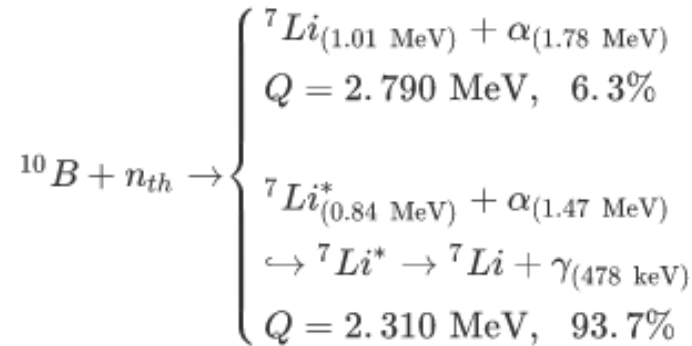 ⁷Li₍₁.₀₁ MeV₎ + α₍₁.₇₈ MeV₎
Q = 2.790 MeV, 6.3%
¹⁰B + nₜₕ →
⁷Li*₍₀.₈₄ MeV₎ + α₍₁.₄₇ MeV₎
↪ ⁷Li* → ⁷Li + γ₍₄₇₈ keV₎
Q = 2.310 MeV, 93.7%